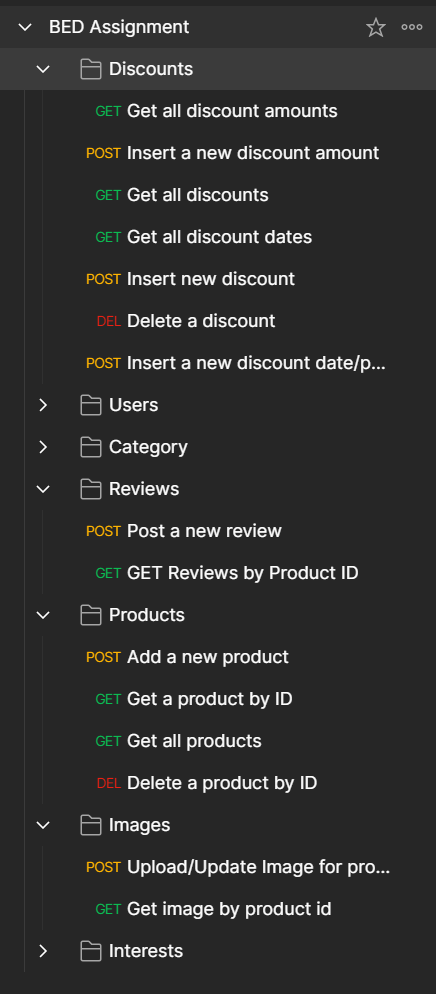 BED Assignment
Discounts
GET Get all discount amounts
POST Insert a new discount amount
GET Get all discounts
GET Get all discount dates
POST Insert new discount
DEL Delete a discount
POST Insert a new discount date/p...
Users
Category
Reviews
POST Post a new review
GET GET Reviews by Product ID
Products
POST Add a new product
GET Get a product by ID
GET Get all products
DEL Delete a product by ID
Images
POST Upload/Update Image for pro...
GET Get image by product id
Interests